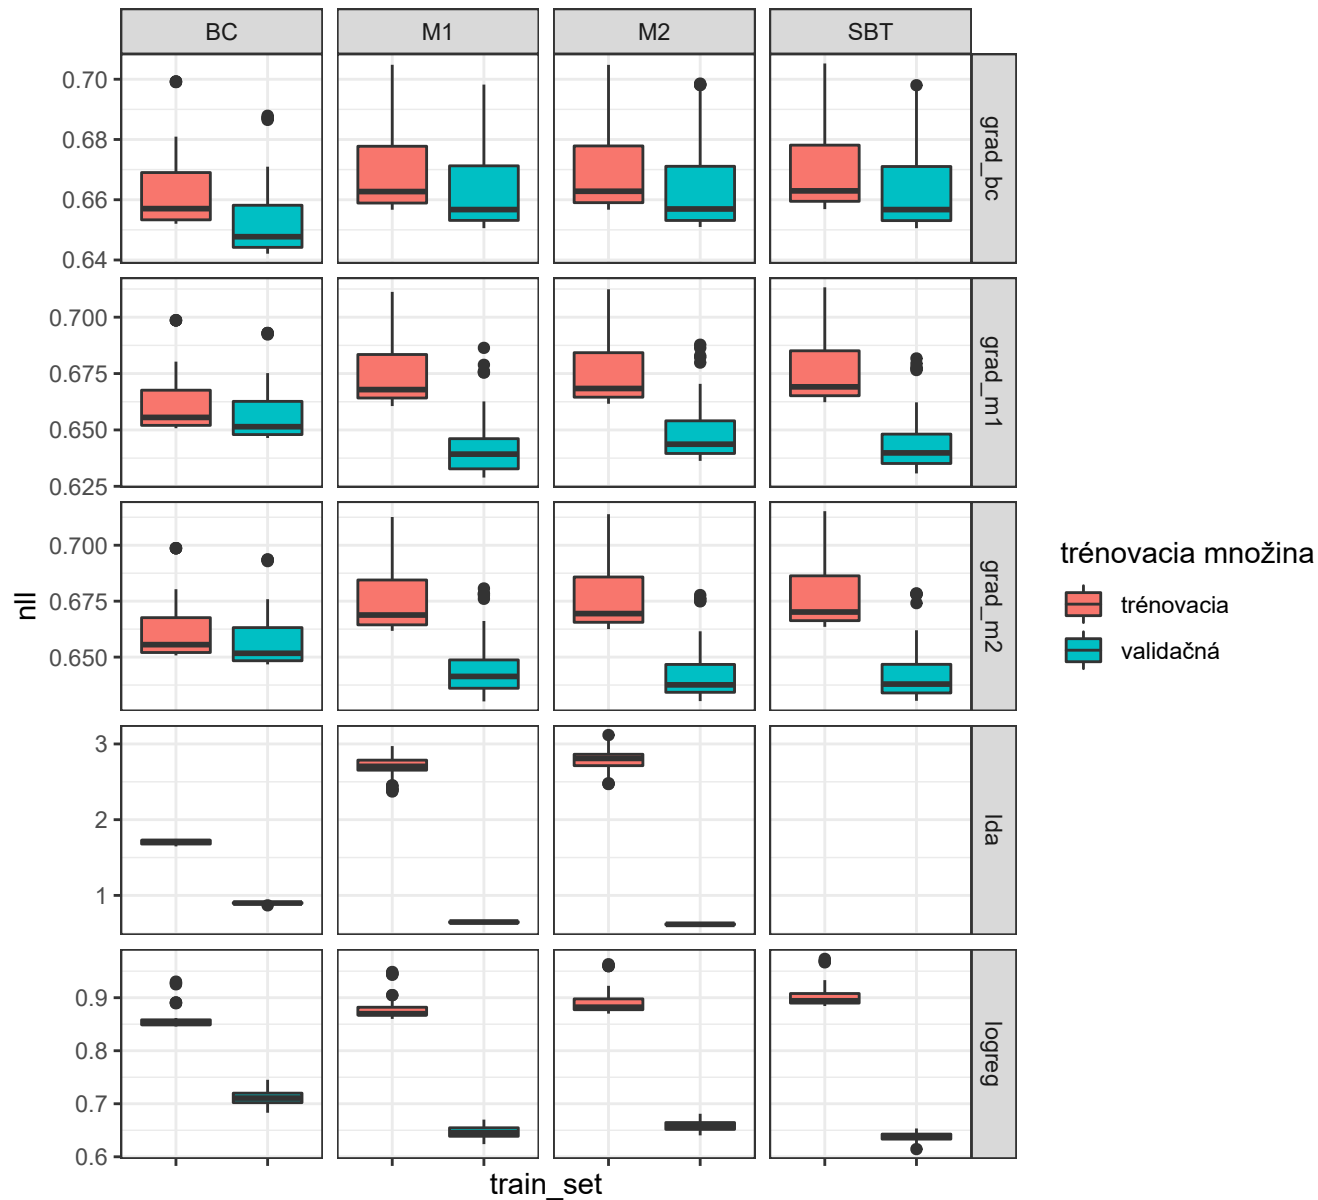 BC M1 M2 SBT
0.70
0.68
0.66
0.64
grad_bc
0.700
0.675
0.650
0.625
grad_m1
0.700
0.675
0.650
grad_m2
3
2
1
lda
0.9
0.8
0.7
0.6
logreg
nll
train_set
trénovacia množina
trénovacia
validačná